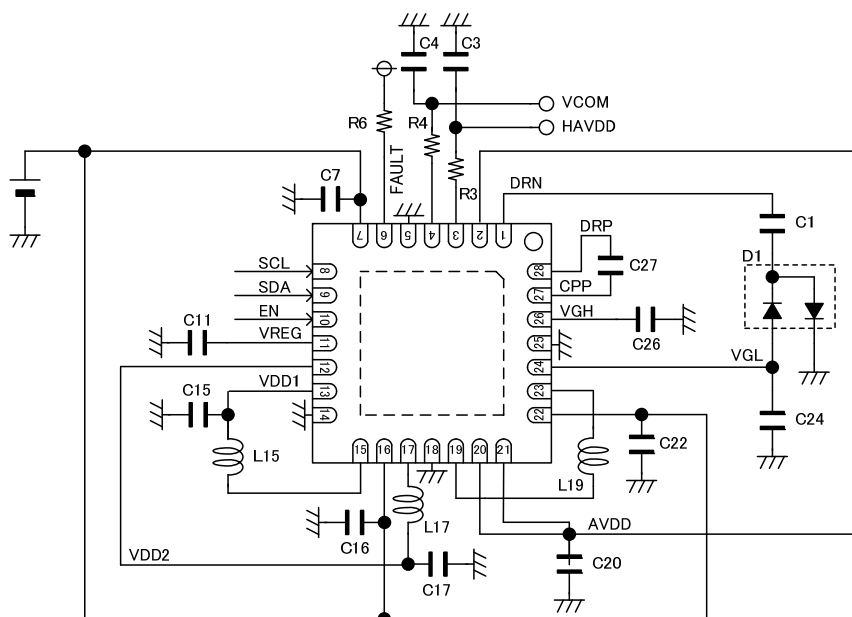 C4
C3
VCOM
R6
R4
HAVDD
FAULT
C7
R3
DRN
C1
7
6
5
4
3
2
1
DRP
D1
SCL
8
28
C27
SDA
9
27
CPP
EN
10
26
VGH
C11
VREG
11
25
C26
12
24
VGL
C15
VDD1
13
23
14
22
C24
C22
15
16
17
18
19
20
21
L15
L19
L17
C16
AVDD
VDD2
C20
C17